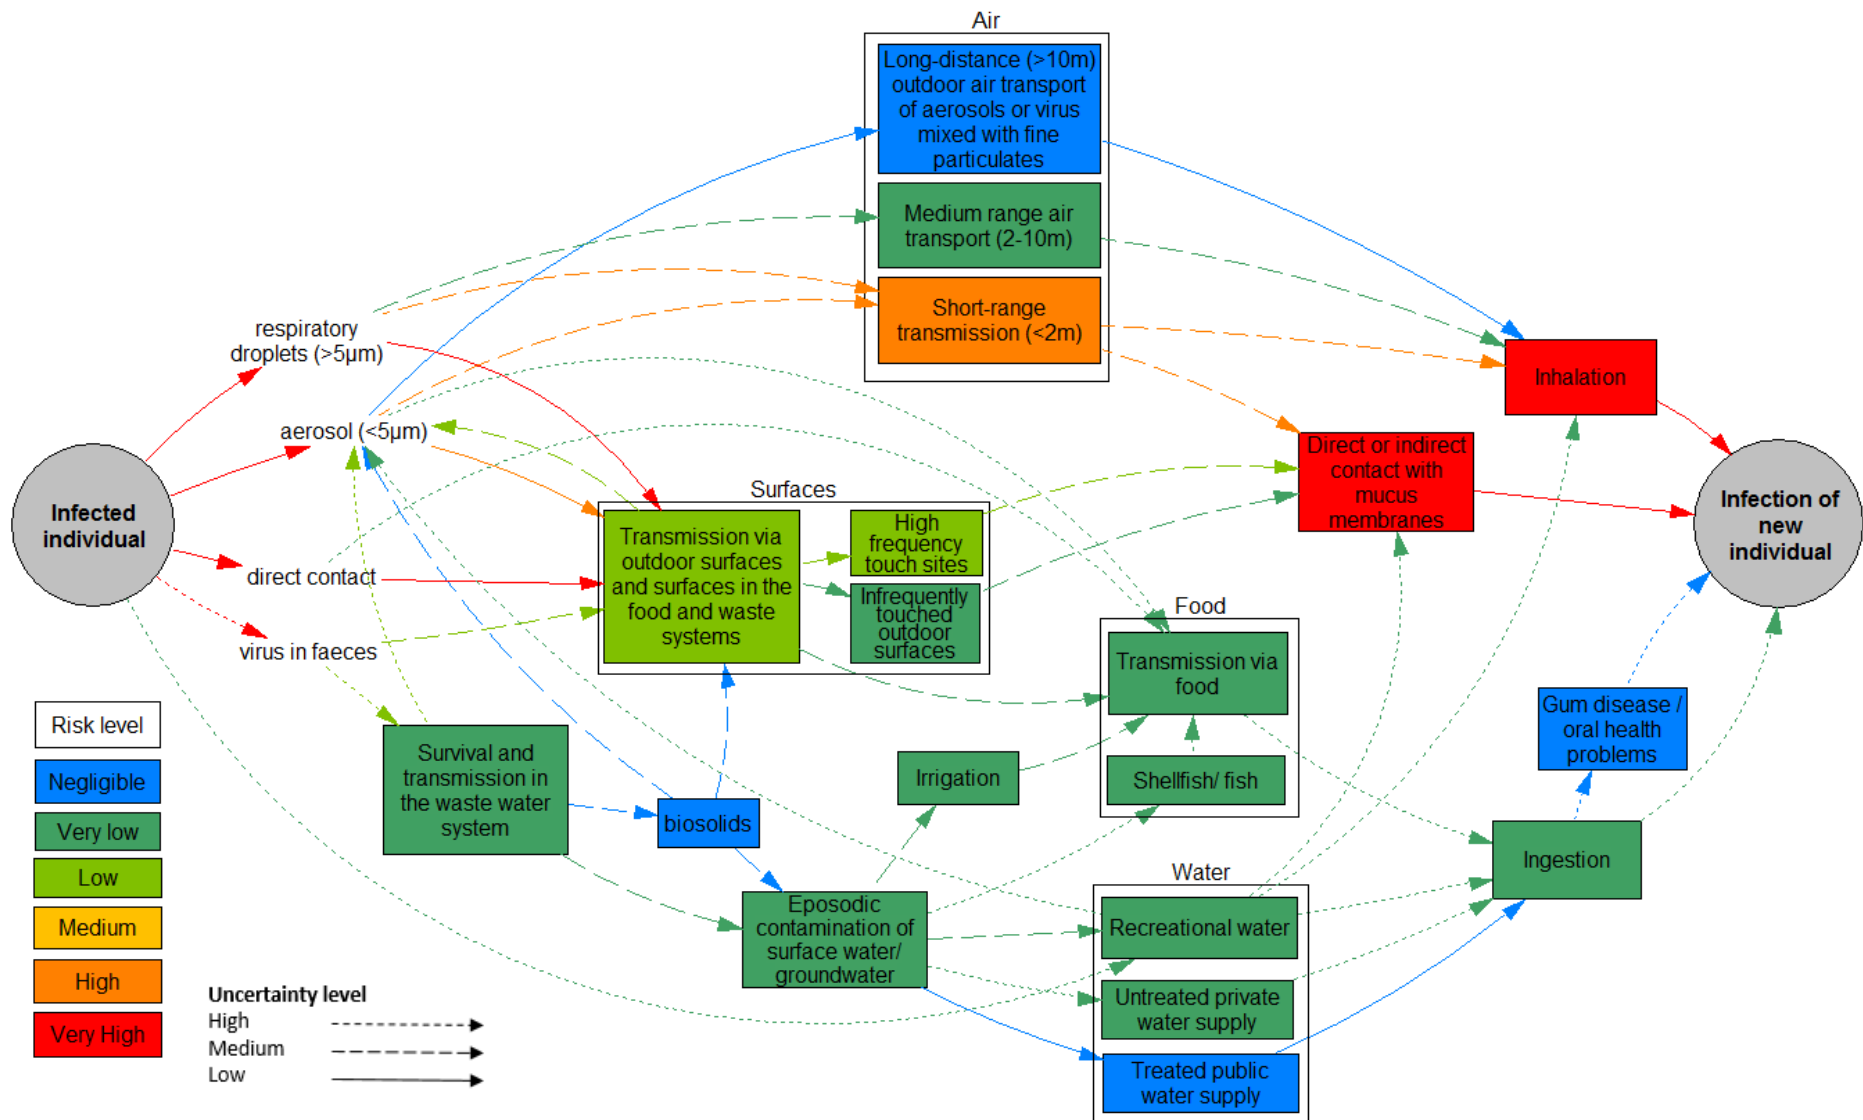 Air
Long-distance (>10m)
outdoor air transport
of aerosols or virus
mixed with fine
particulates
Medium range air
transport (2-10m)
Short-range
transmission (<2m)
respiratory
droplets (>5µm)
aerosol (<5µm)
Infected
individual
direct contact
virus in faeces
Surfaces
Transmission via
outdoor surfaces
and surfaces in the
food and waste
systems
High
frequency
touch sites
Infrequently
touched
outdoor
surfaces
Inhalation
Direct or indirect
contact with
mucus
membranes
Infection of
new
individual
Food
Transmission via
food
Shellfish/ fish
Irrigation
Gum disease /
oral health
problems
Ingestion
Survival and
transmission in
the waste water
system
biosolids
Eposodic
contamination of
surface water/
groundwater
Water
Recreational water
Untreated private
water supply
Treated public
water supply
Risk level
Negligible
Very low
Low
Medium
High
Very High
Uncertainty level
High
Medium
Low